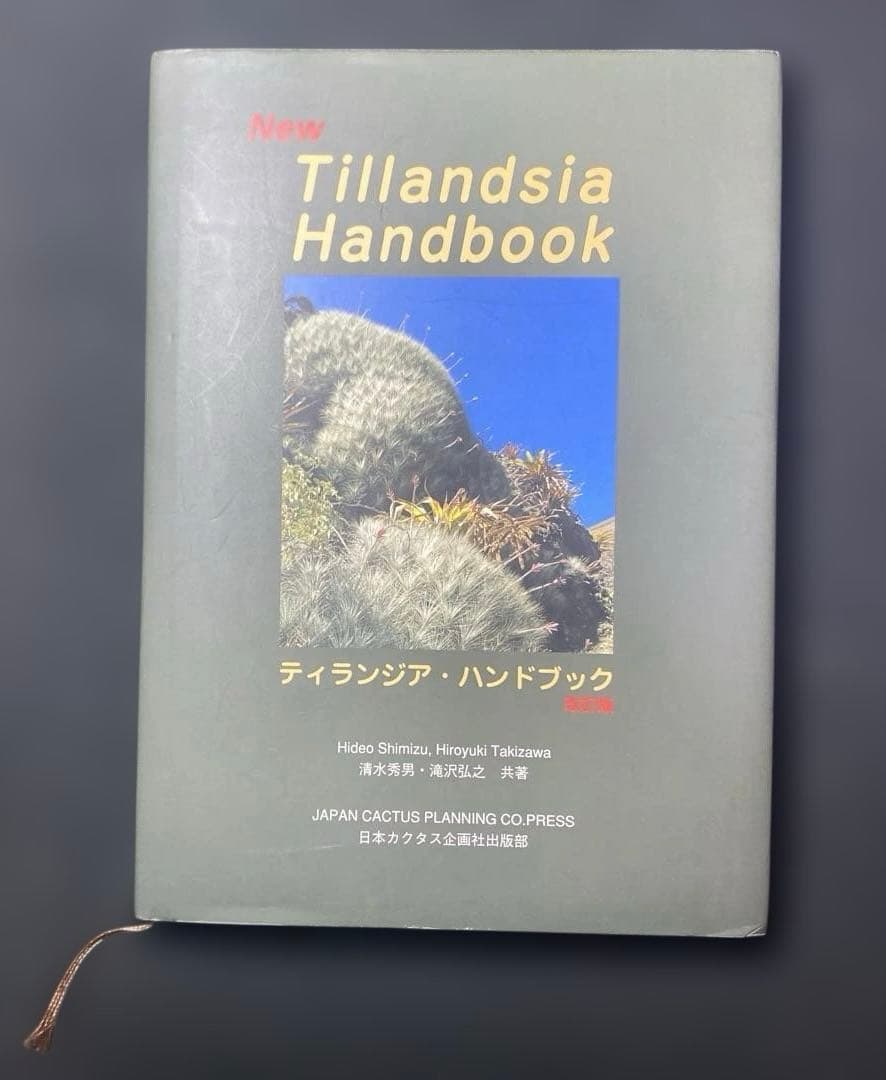 New
Tillandsia
Handbook
ティランジア・ハンドブック
改訂版
Hideo Shimizu, Hiroyuki Takizawa
清水秀男・滝沢弘之　共著
JAPAN CACTUS PLANNING CO.PRESS
日本カクタス企画社出版部